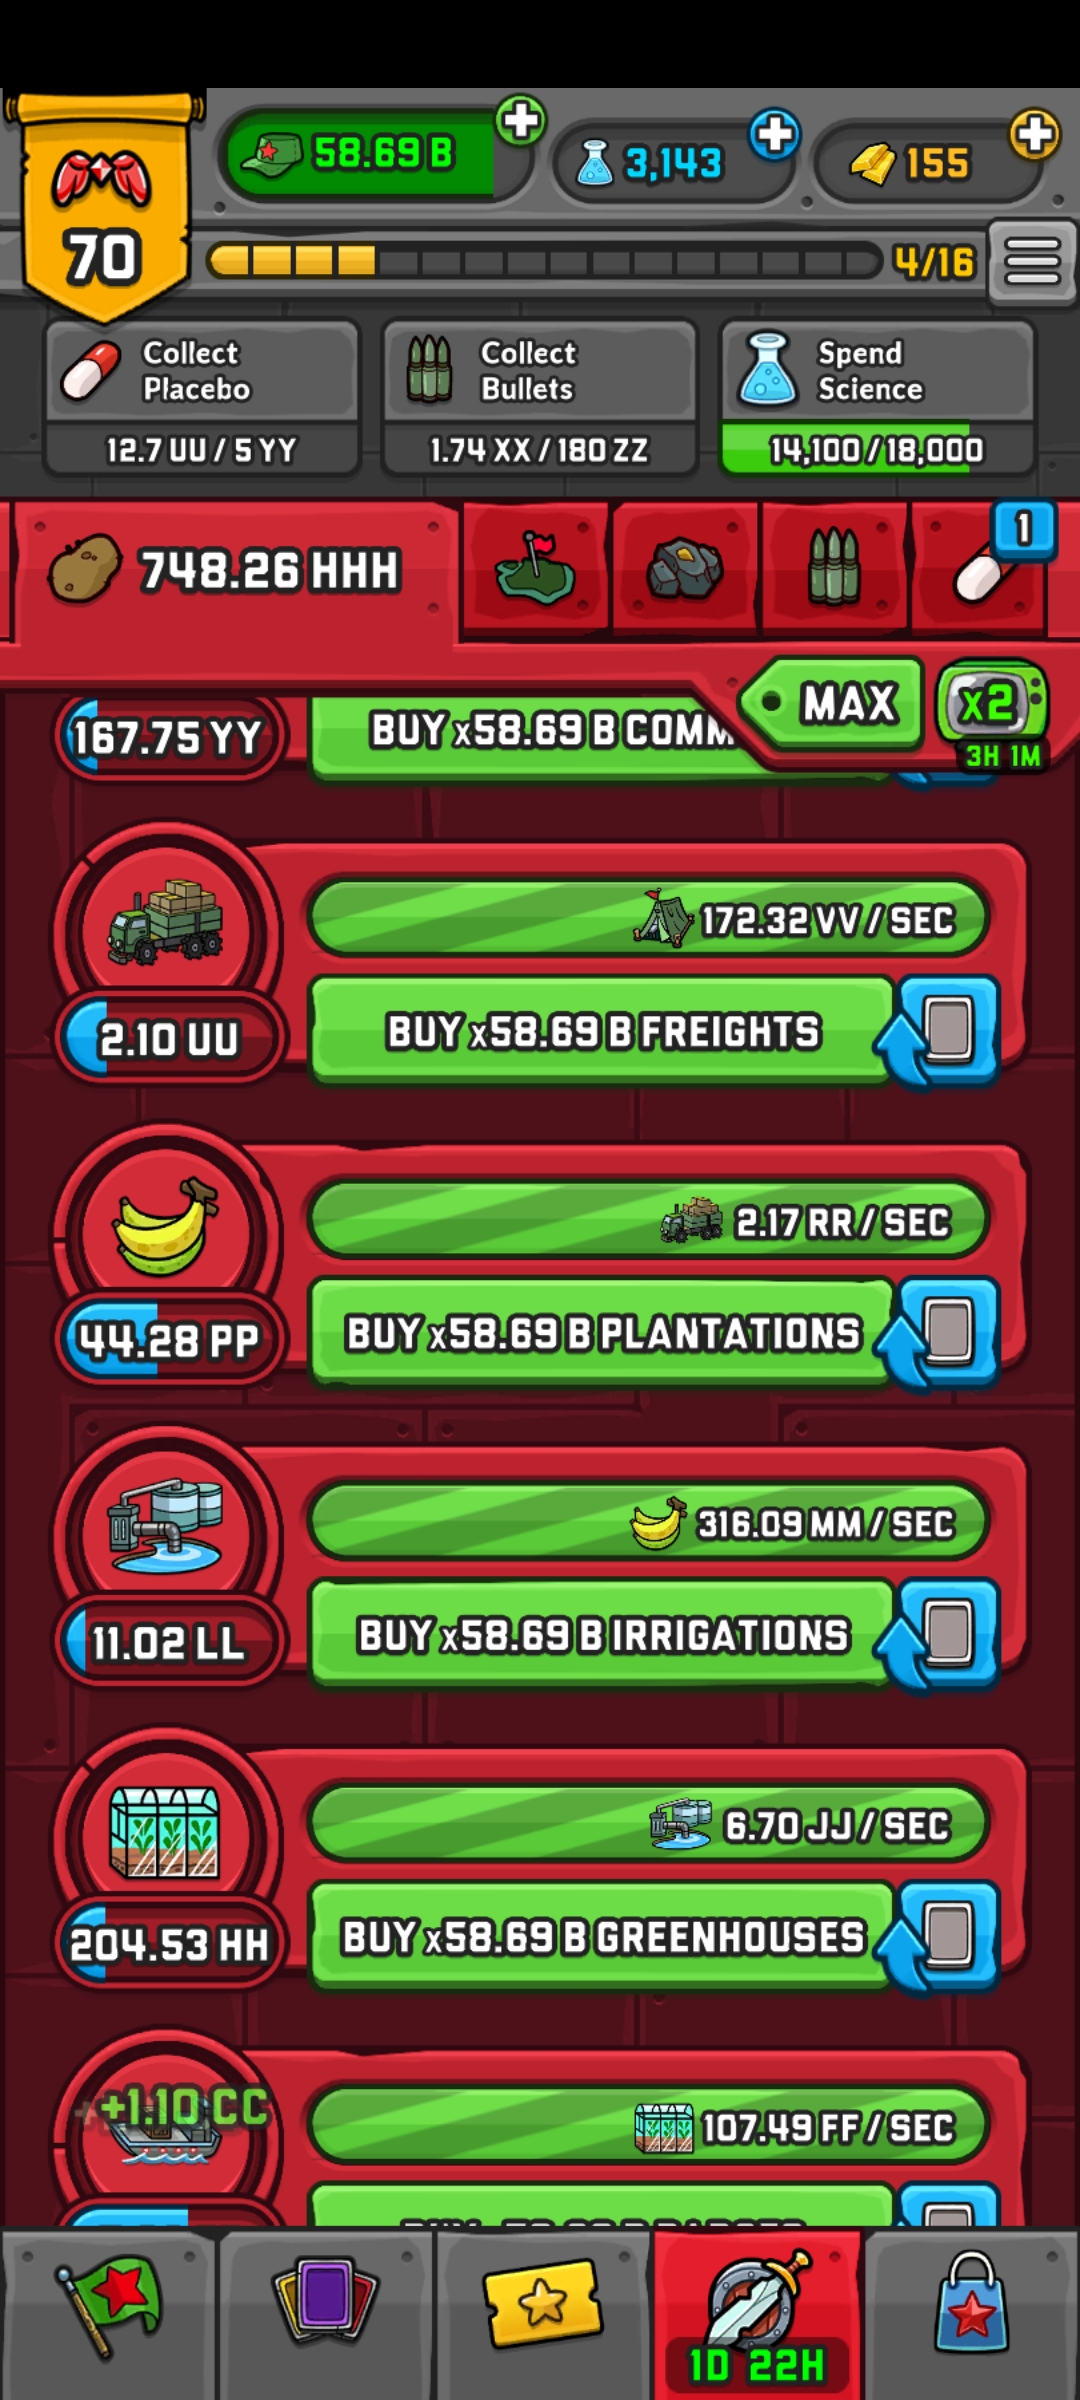 58.69 B
3,143
155
70
4/16
Collect
Placebo
12.7 UU / 5 YY
Collect
Bullets
1.74 XX / 180 ZZ
Spend
Science
14,100 / 18,000
748.26 HHH
1
MAX
x2
3H 1M
167.75 YY
BUY x58.69 B COMM
172.32 VV / SEC
2.10 UU
BUY x58.69 B FREIGHTS
2.17 RR / SEC
44.28 PP
BUY x58.69 B PLANTATIONS
316.09 MM / SEC
11.02 LL
BUY x58.69 B IRRIGATIONS
6.70 JJ / SEC
204.53 HH
BUY x58.69 B GREENHOUSES
+1.10 CC
107.49 FF / SEC
1D 22H